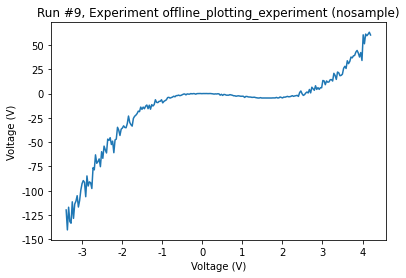 Run #9, Experiment offline_plotting_experiment (nosample)
Voltage (V)
50
25
0
-25
-50
-75
-100
-125
-150
-3 -2 -1 0 1 2 3 4
Voltage (V)